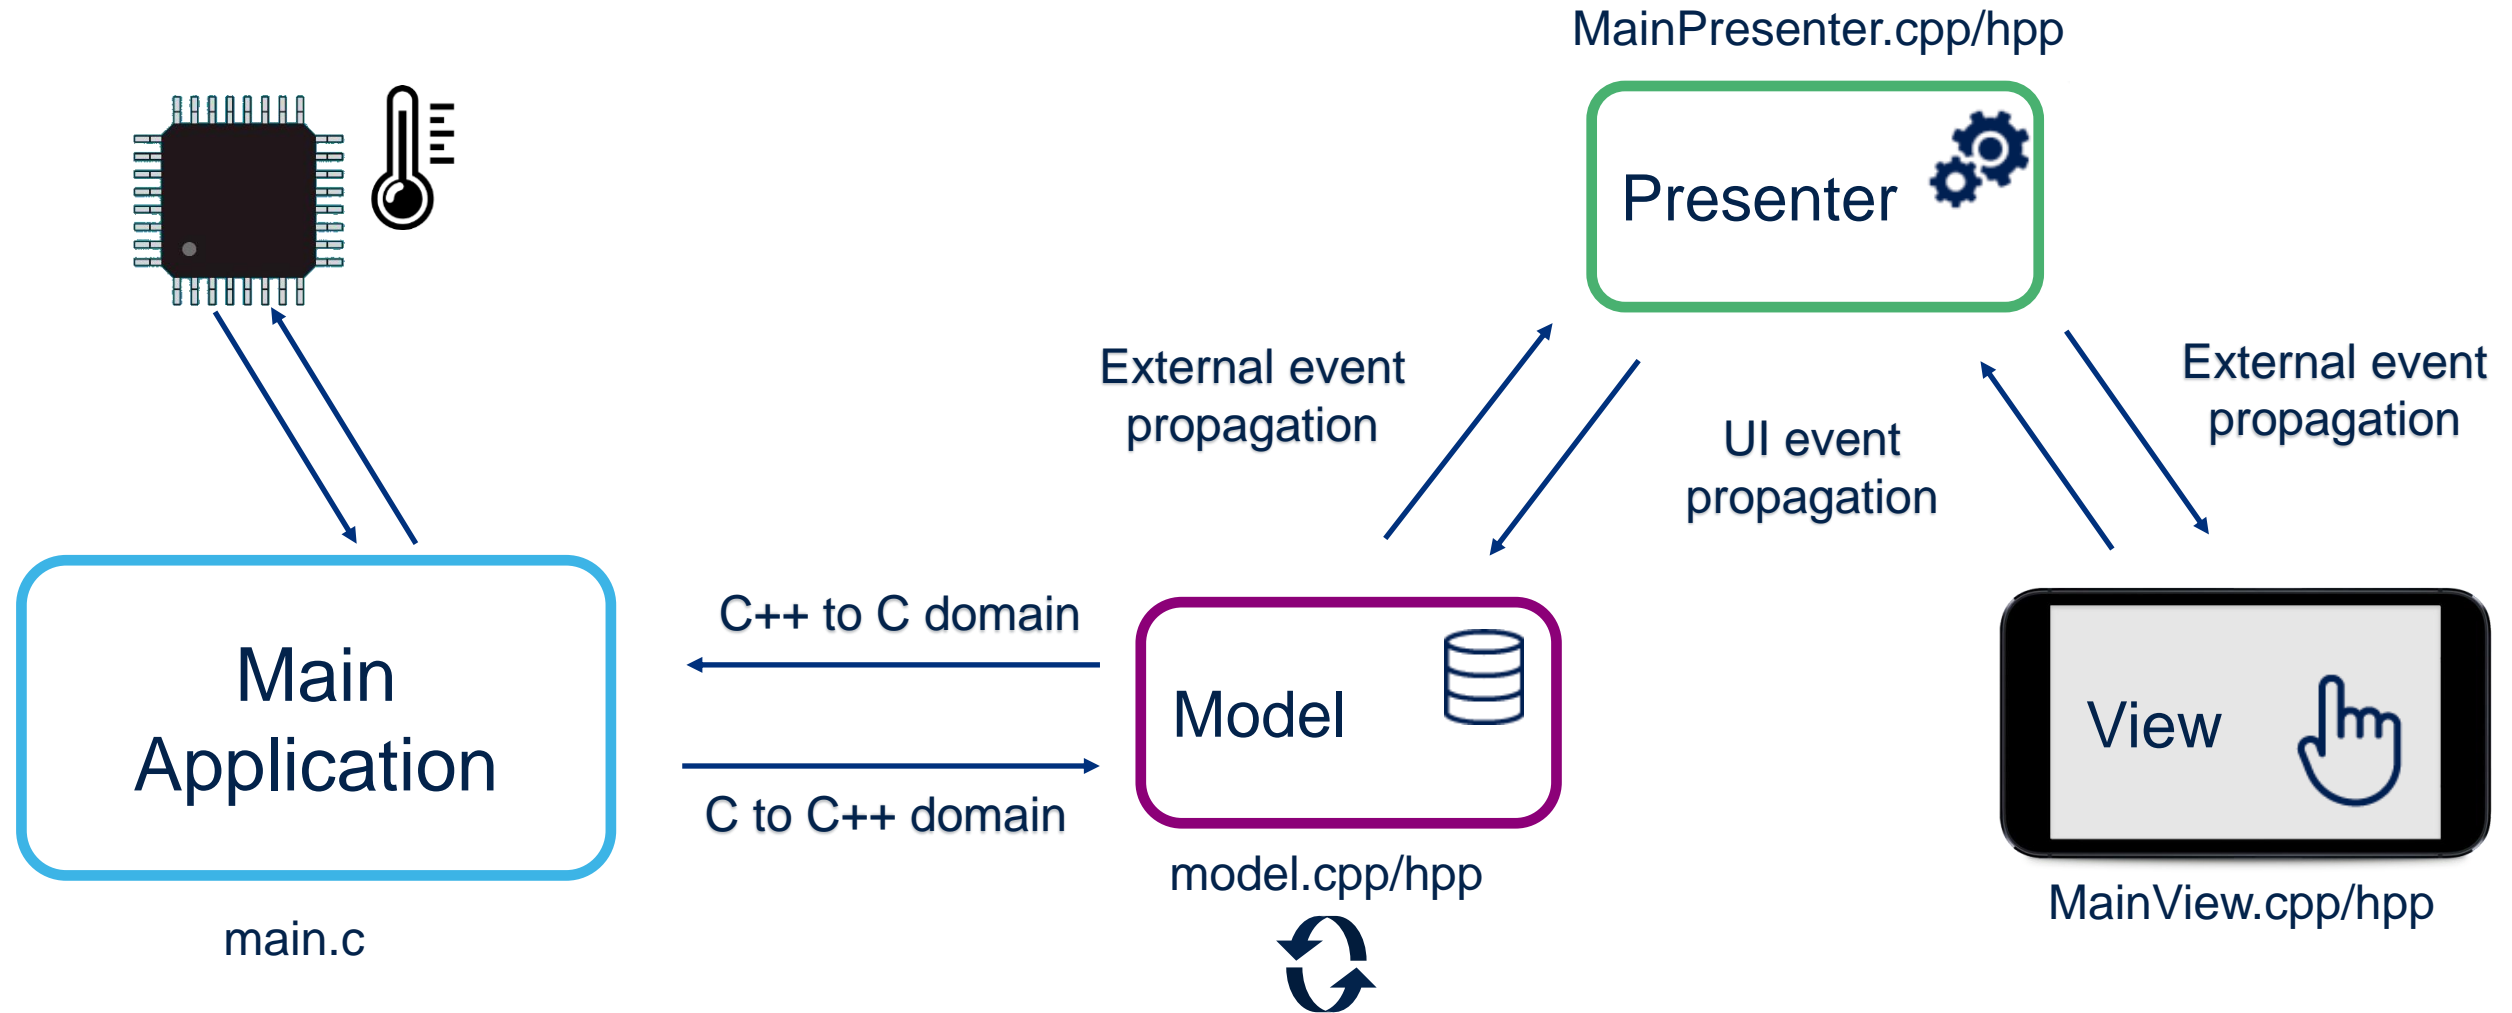 MainPresenter.cpp/hpp
Presenter
External event
propagation
UI event
propagation
External event
propagation
C++ to C domain
Main
Application
Model
View
C to C++ domain
model.cpp/hpp
MainView.cpp/hpp
main.c